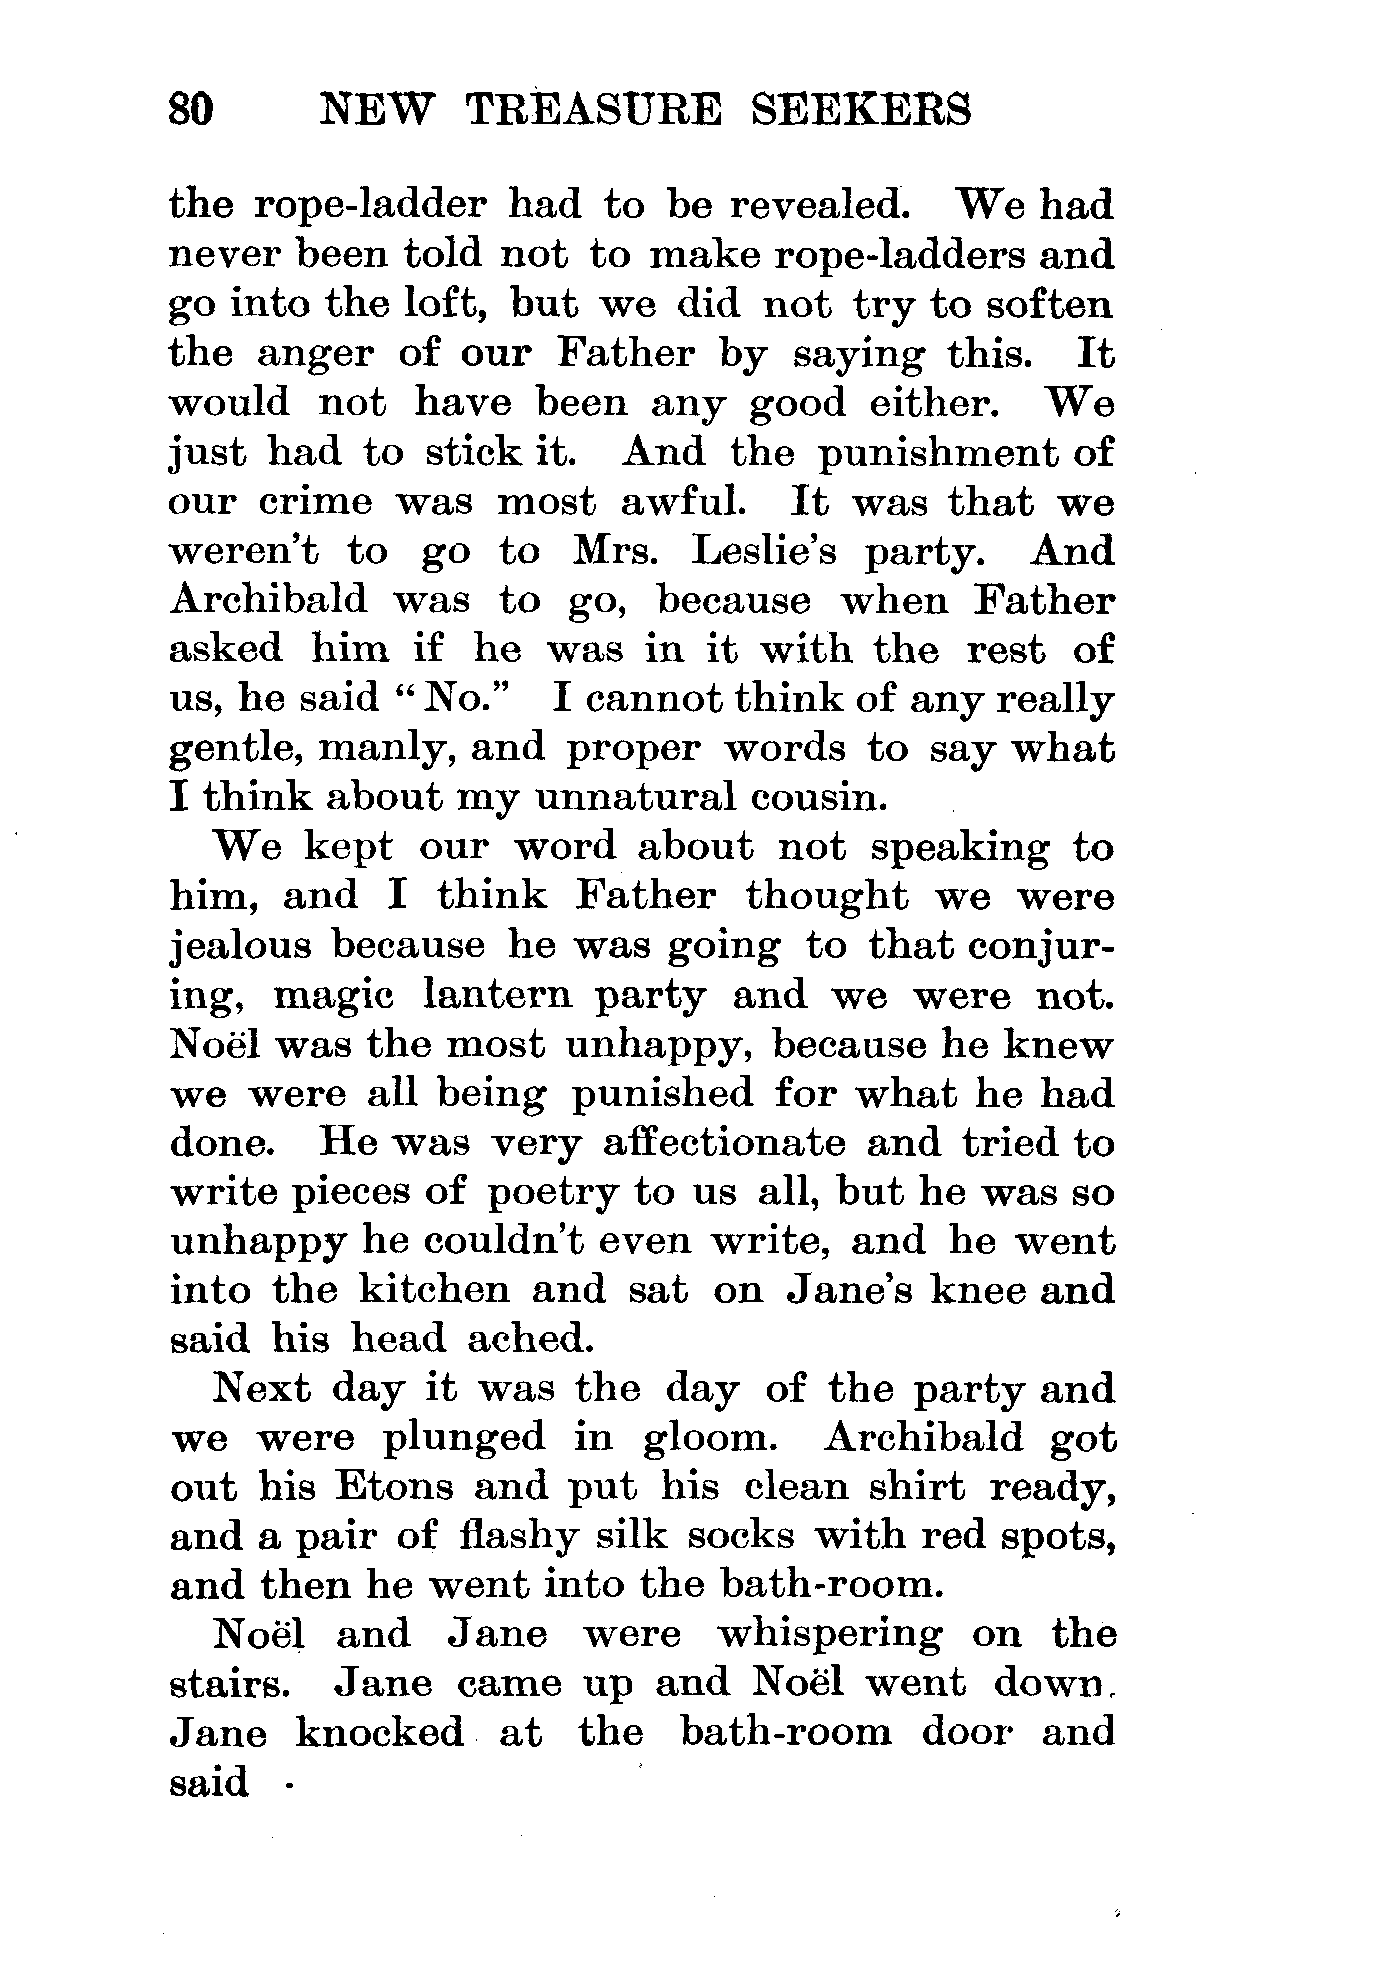 80 NEW TREASURE SEEKERS
the rope-ladder had to be revealed. We had
never been told not to make rope-ladders and
go into the loft, but we did not try to soften
the anger of our Father by saying this. It
would not have been any good either. We
just had to stick it. And the punishment of
our crime was most awful. It was that we
weren't to go to Mrs. Leslie's party. And
Archibald was to go, because when Father
asked him if he was in it with the rest of
us, he said “ No.” I cannot think of any really
gentle, manly, and proper words to say what
I think about my unnatural cousin.
We kept our word about not speaking to
him, and I think Father thought we were
jealous because he was going to that conjur-
ing, magic lantern party and we were not.
Noël was the most unhappy, because he knew
we were all being punished for what he had
done. He was very affectionate and tried to
write pieces of poetry to us all, but he was so
unhappy he couldn't even write, and he went
into the kitchen and sat on Jane's knee and
said his head ached.
Next day it was the day of the party and
we were plunged in gloom. Archibald got
out his Etons and put his clean shirt ready,
and a pair of flashy silk socks with red spots,
and then he went into the bath-room.
Noël and Jane were whispering on the
stairs. Jane came up and Noël went down.
Jane knocked at the bath-room door and
said